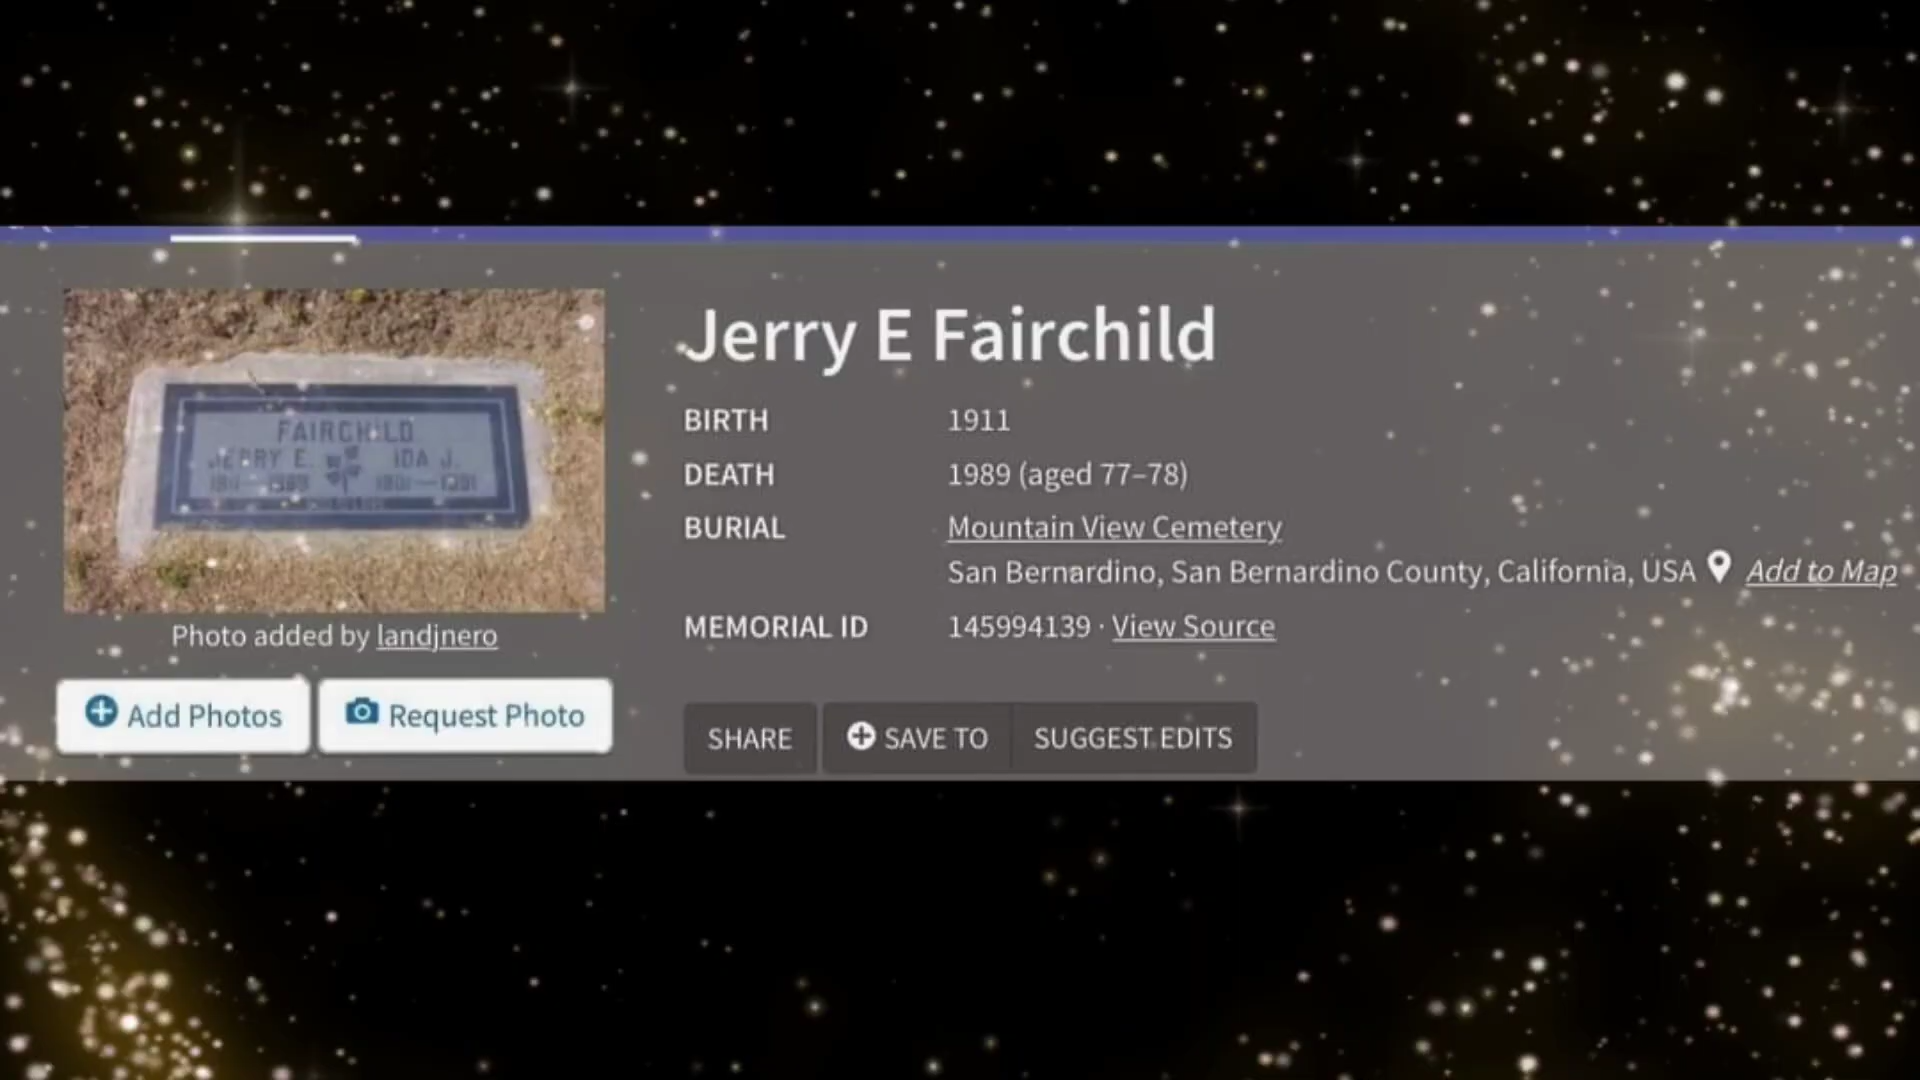 Jerry E Fairchild
FAIRCHILD
JERRY E. IDA J.
BIRTH 1911
DEATH 1989 (aged 77–78)
BURIAL Mountain View Cemetery
San Bernardino, San Bernardino County, California, USA Add to Map
MEMORIAL ID 145994139 · View Source
Photo added by landjnero
Add Photos Request Photo
SHARE SAVE TO SUGGEST EDITS